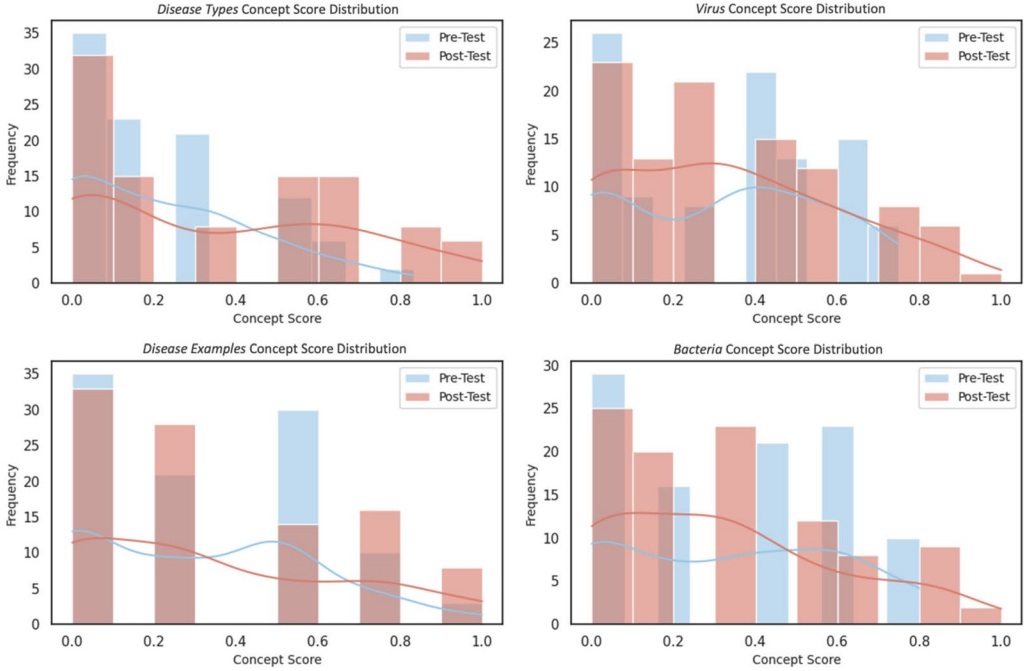 Disease Types Concept Score Distribution
Frequency
35
30
25
20
15
10
5
0
Pre-Test
Post-Test
0.0 0.2 0.4 0.6 0.8 1.0
Concept Score
Virus Concept Score Distribution
Frequency
25
20
15
10
5
0
Pre-Test
Post-Test
0.0 0.2 0.4 0.6 0.8 1.0
Concept Score
Disease Examples Concept Score Distribution
Frequency
35
30
25
20
15
10
5
0
Pre-Test
Post-Test
0.0 0.2 0.4 0.6 0.8 1.0
Concept Score
Bacteria Concept Score Distribution
Frequency
30
25
20
15
10
5
0
Pre-Test
Post-Test
0.0 0.2 0.4 0.6 0.8 1.0
Concept Score